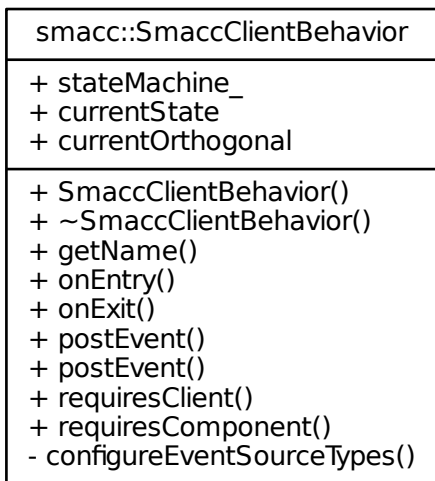 smacc::SmaccClientBehavior
+ stateMachine_
+ currentState
+ currentOrthogonal
+ SmaccClientBehavior()
+ ~SmaccClientBehavior()
+ getName()
+ onEntry()
+ onExit()
+ postEvent()
+ postEvent()
+ requiresClient()
+ requiresComponent()
- configureEventSourceTypes()